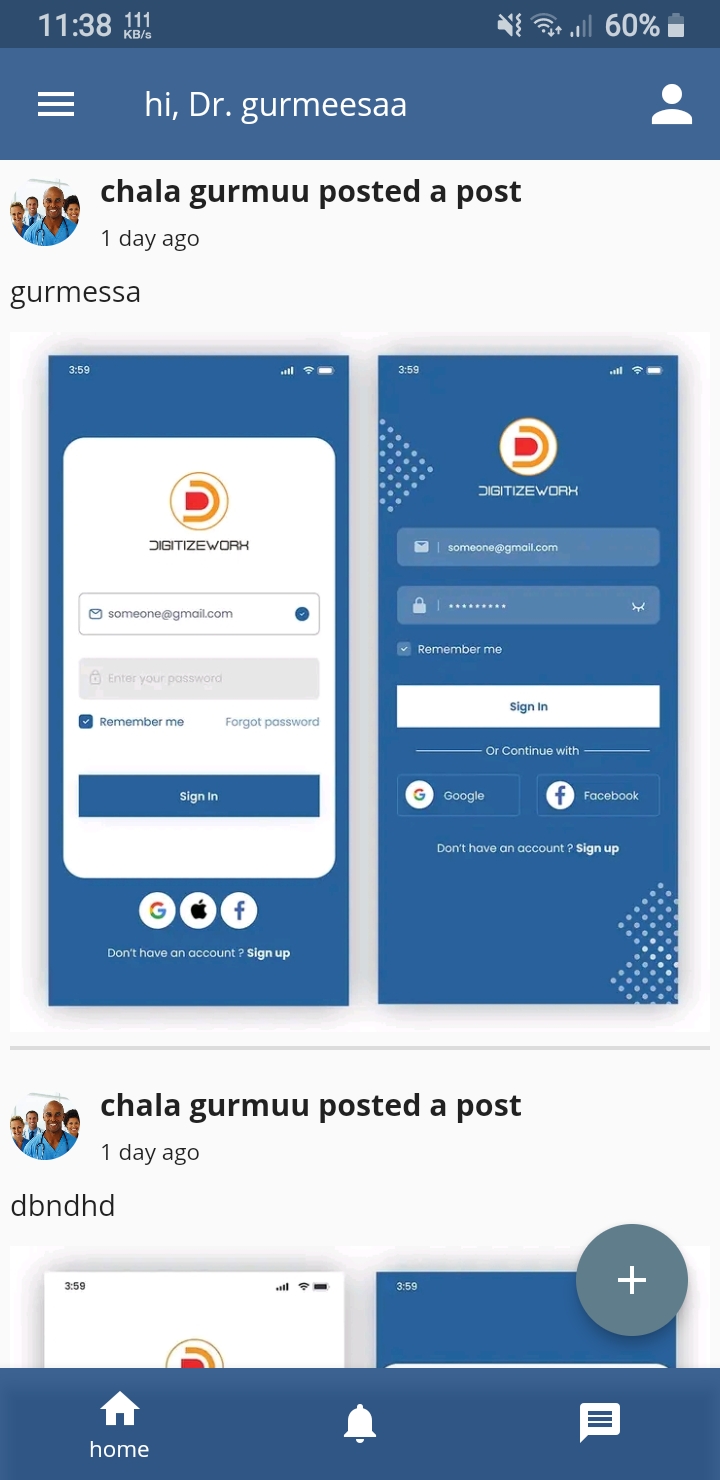 11:38 111 KB/s 60%
hi, Dr. gurmeesaa
chala gurmuu posted a post
1 day ago
gurmessa
3:59
DIGITIZEWORK
someone@gmail.com
Enter your password
Remember me Forgot password
Sign In
Don't have an account ? Sign up
3:59
DIGITIZEWORK
someone@gmail.com
Remember me
Sign In
Or Continue with
Google Facebook
Don't have an account ? Sign up
chala gurmuu posted a post
1 day ago
dbndhd
3:59
3:59
home